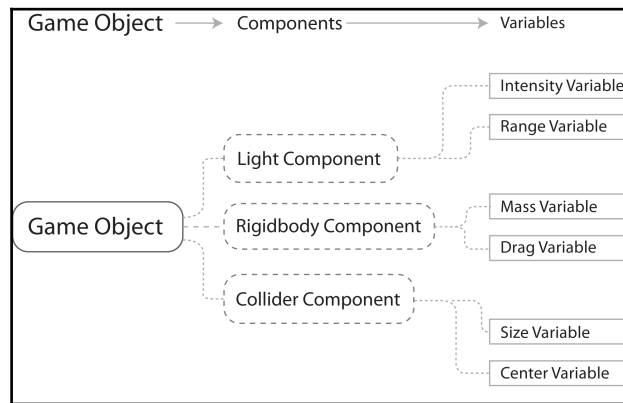 Game Object Components Variables
Intensity Variable
Range Variable
Light Component
Mass Variable
Game Object Rigidbody Component
Drag Variable
Collider Component
Size Variable
Center Variable